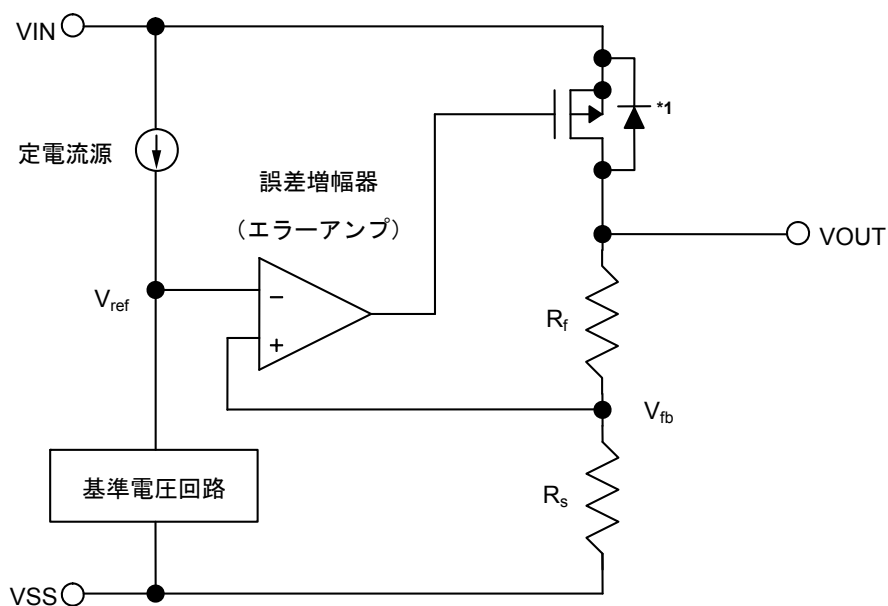 VIN
*1
定電流源
誤差増幅器
（エラーアンプ）
VOUT
Vref
−
+
Rf
Vfb
基準電圧回路
Rs
VSS